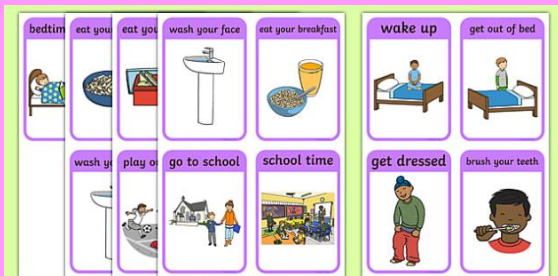 bedtim
eat you
eat you
wash your face
eat your breakfast
wake up
get out of bed
wash y
play ou
go to school
school time
get dressed
brush your teeth